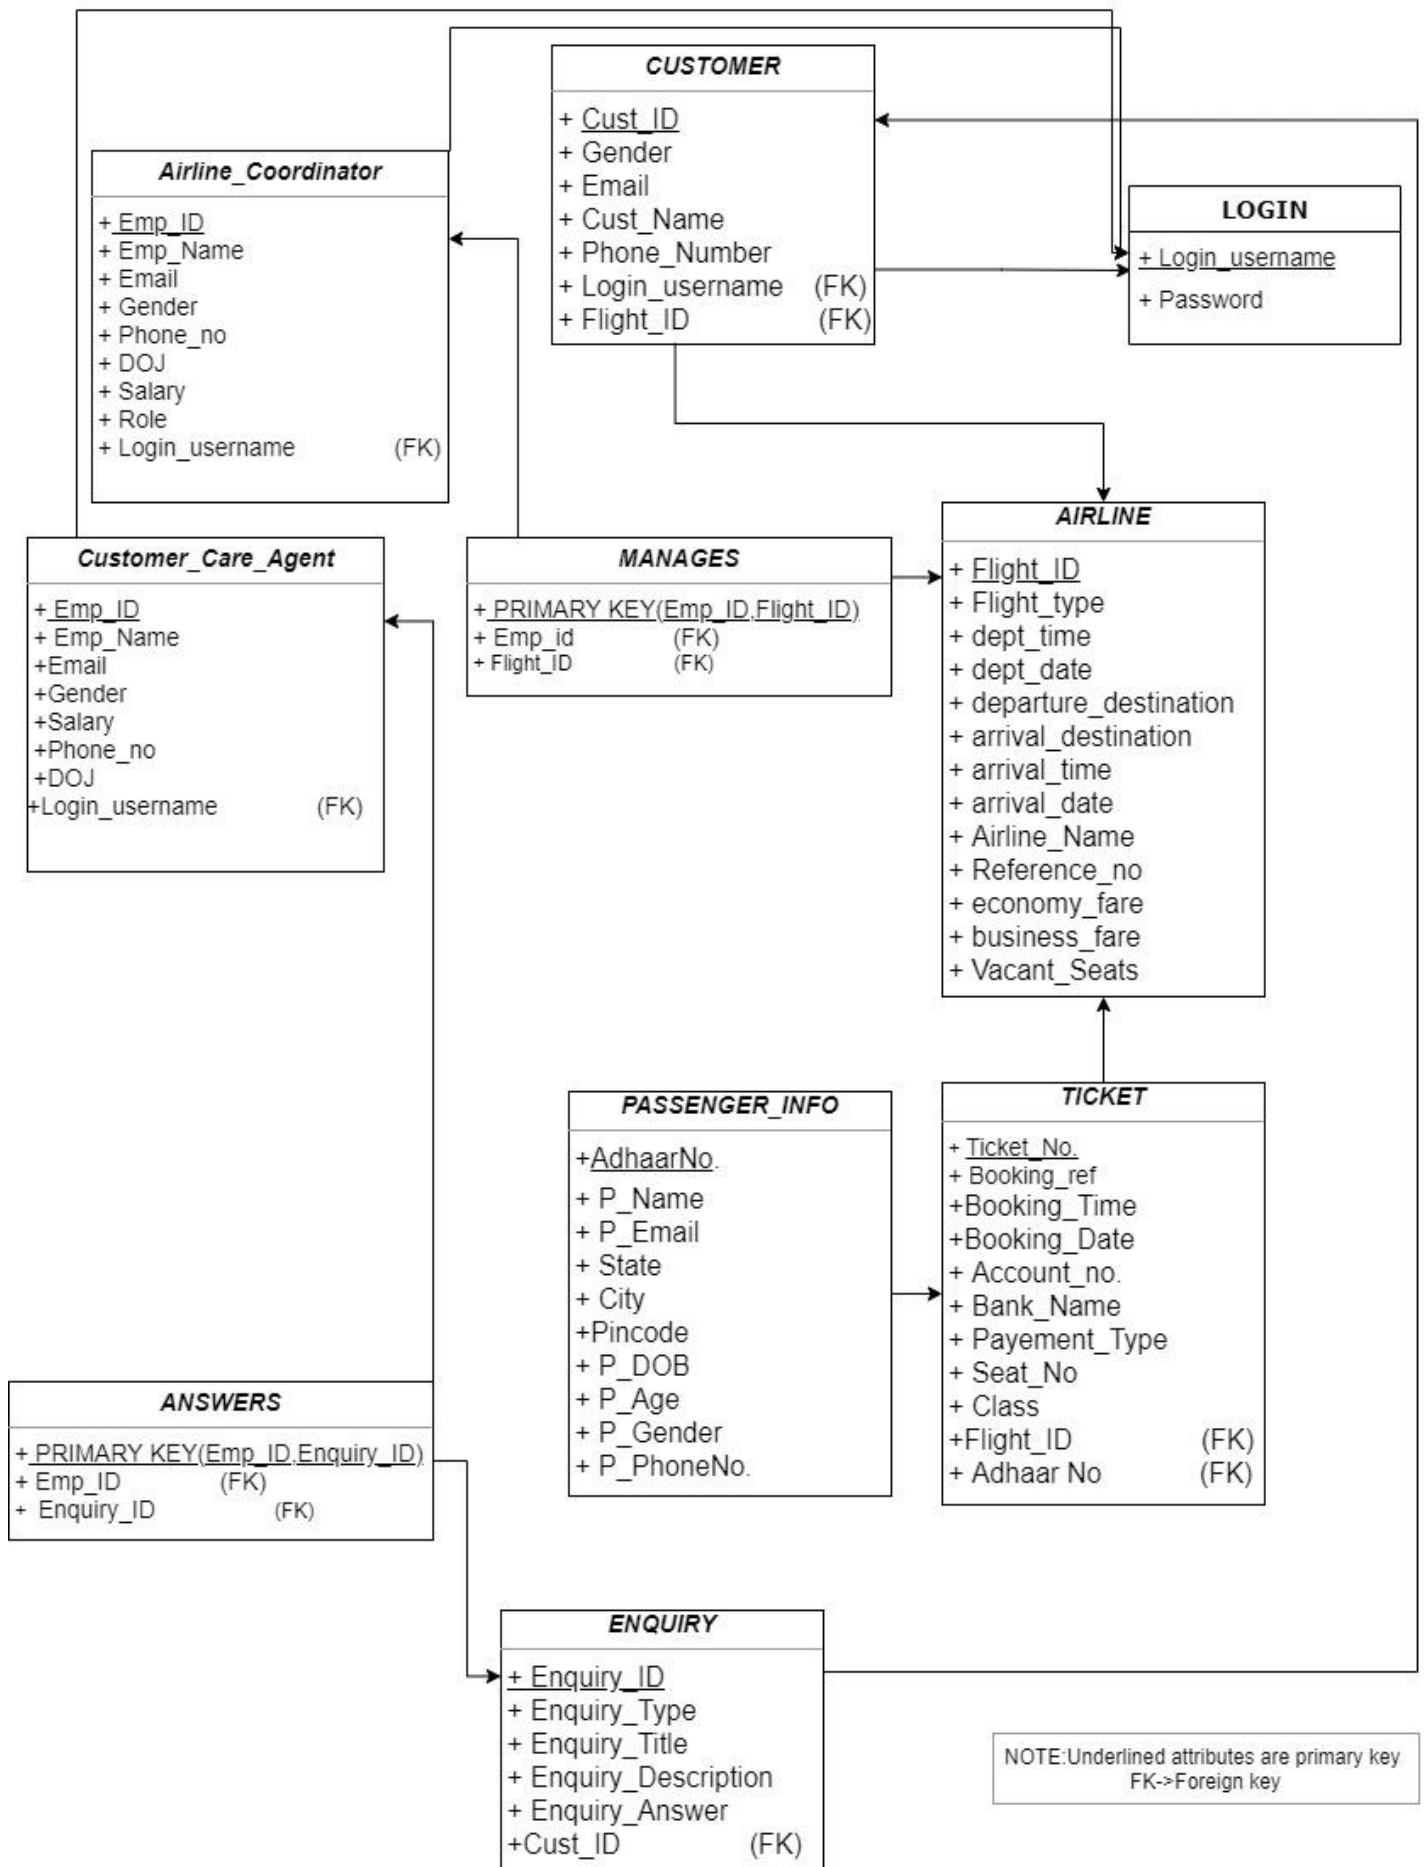 CUSTOMER
+ Cust_ID
+ Gender
+ Email
+ Cust_Name
+ Phone_Number
+ Login_username (FK)
+ Flight_ID (FK)
Airline_Coordinator
+ Emp_ID
+ Emp_Name
+ Email
+ Gender
+ Phone_no
+ DOJ
+ Salary
+ Role
+ Login_username (FK)
LOGIN
+ Login_username
+ Password
Customer_Care_Agent
+ Emp_ID
+ Emp_Name
+Email
+Gender
+Salary
+Phone_no
+DOJ
+Login_username (FK)
MANAGES
+ PRIMARY KEY(Emp_ID,Flight_ID)
+ Emp_id (FK)
+ Flight_ID (FK)
AIRLINE
+ Flight_ID
+ Flight_type
+ dept_time
+ dept_date
+ departure_destination
+ arrival_destination
+ arrival_time
+ arrival_date
+ Airline_Name
+ Reference_no
+ economy_fare
+ business_fare
+ Vacant_Seats
PASSENGER_INFO
+AdhaarNo.
+ P_Name
+ P_Email
+ State
+ City
+Pincode
+ P_DOB
+ P_Age
+ P_Gender
+ P_PhoneNo.
TICKET
+ Ticket_No.
+ Booking_ref
+Booking_Time
+Booking_Date
+ Account_no.
+ Bank_Name
+ Payement_Type
+ Seat_No
+ Class
+Flight_ID (FK)
+ Adhaar No (FK)
ANSWERS
+ PRIMARY KEY(Emp_ID,Enquiry_ID)
+ Emp_ID (FK)
+ Enquiry_ID (FK)
ENQUIRY
+ Enquiry_ID
+ Enquiry_Type
+ Enquiry_Title
+ Enquiry_Description
+ Enquiry_Answer
+Cust_ID (FK)
NOTE:Underlined attributes are primary key
FK->Foreign key